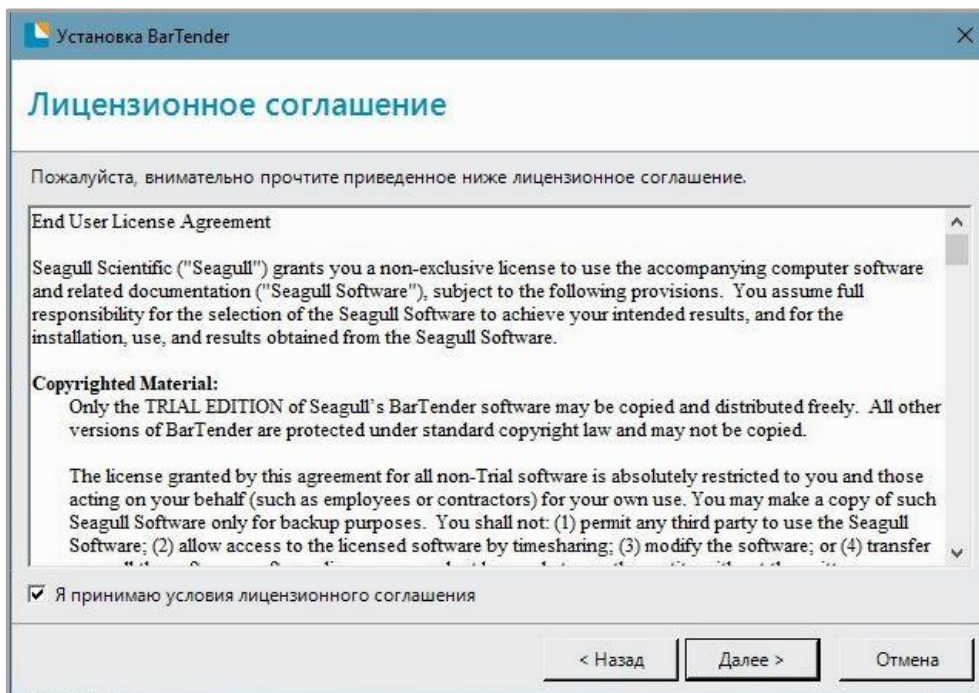 Установка BarTender
Лицензионное соглашение
Пожалуйста, внимательно прочтите приведенное ниже лицензионное соглашение.
End User License Agreement
Seagull Scientific ("Seagull") grants you a non-exclusive license to use the accompanying computer software
and related documentation ("Seagull Software"), subject to the following provisions.  You assume full
responsibility for the selection of the Seagull Software to achieve your intended results, and for the
installation, use, and results obtained from the Seagull Software.
Copyrighted Material:
Only the TRIAL EDITION of Seagull’s BarTender software may be copied and distributed freely.  All other
versions of BarTender are protected under standard copyright law and may not be copied.
The license granted by this agreement for all non-Trial software is absolutely restricted to you and those
acting on your behalf (such as employees or contractors) for your own use. You may make a copy of such
Seagull Software only for backup purposes.  You shall not: (1) permit any third party to use the Seagull
Software; (2) allow access to the licensed software by timesharing; (3) modify the software; or (4) transfer
Я принимаю условия лицензионного соглашения
< Назад
Далее >
Отмена